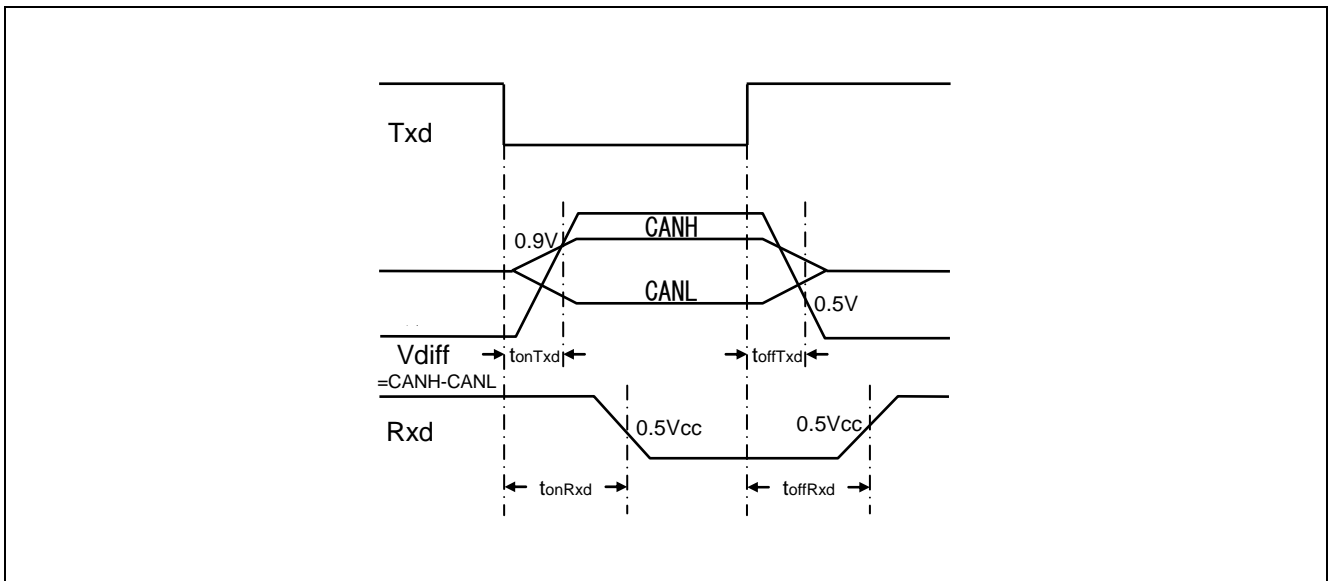 Txd
CANH
0.9V
CANL
0.5V
Vdiff
tonTxd
toffTxd
=CANH-CANL
Rxd
0.5Vcc
0.5Vcc
tonRxd
toffRxd